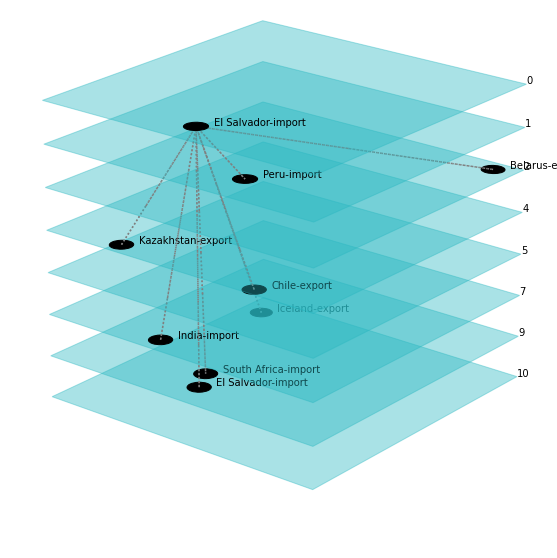 0
El Salvador-import
1
Belarus-e
2
Peru-import
4
Kazakhstan-export
5
Chile-export
7
Iceland-export
9
India-import
South Africa-import
10
El Salvador-import